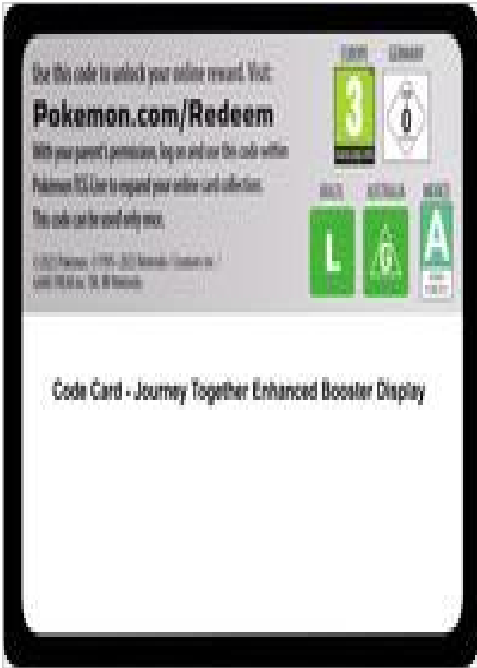 Use this code to unlock your online reward. Visit:
Pokemon.com/Redeem
With your parent's permission, log on and use this code within
Pokémon TCG Live to expand your online card collection.
This code can be used only once.
EUROPE GERMANY
3
0
BRAZIL AUSTRALIA MEXICO
L
G
A
Code Card - Journey Together Enhanced Booster Display